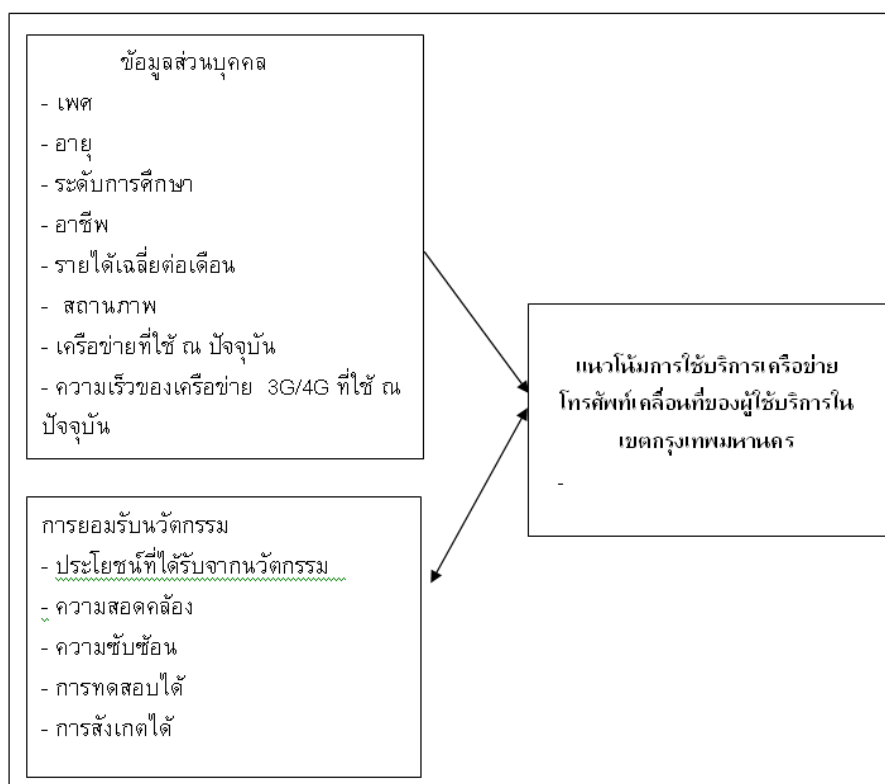 ข้อมูลส่วนบุคคล
- เพศ
- อายุ
- ระดับการศึกษา
- อาชีพ
- รายได้เฉลี่ยต่อเดือน
- สถานภาพ
- เครือข่ายที่ใช้ ณ ปัจจุบัน
- ความเร็วของเครือข่าย 3G/4G ที่ใช้ ณ
ปัจจุบัน
แนวโน้มการใช้บริการเครือข่าย
โทรศัพท์เคลื่อนที่ของผู้ใช้บริการใน
เขตกรุงเทพมหานคร
-
การยอมรับนวัตกรรม
- ประโยชน์ที่ได้รับจากนวัตกรรม
- ความสอดคล้อง
- ความซับซ้อน
- การทดสอบได้
- การสังเกตได้